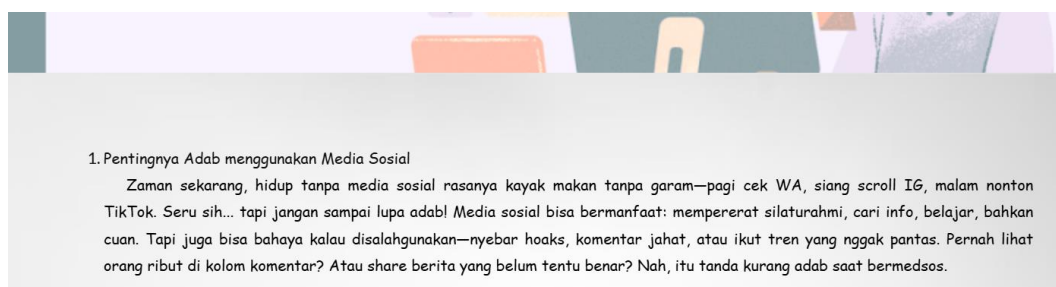 1. Pentingnya Adab menggunakan Media Sosial
Zaman sekarang, hidup tanpa media sosial rasanya kayak makan tanpa garam—pagi cek WA, siang scroll IG, malam nonton
TikTok. Seru sih... tapi jangan sampai lupa adab! Media sosial bisa bermanfaat: mempererat silaturahmi, cari info, belajar, bahkan
cuan. Tapi juga bisa bahaya kalau disalahgunakan—nyebar hoaks, komentar jahat, atau ikut tren yang nggak pantas. Pernah lihat
orang ribut di kolom komentar? Atau share berita yang belum tentu benar? Nah, itu tanda kurang adab saat bermedsos.